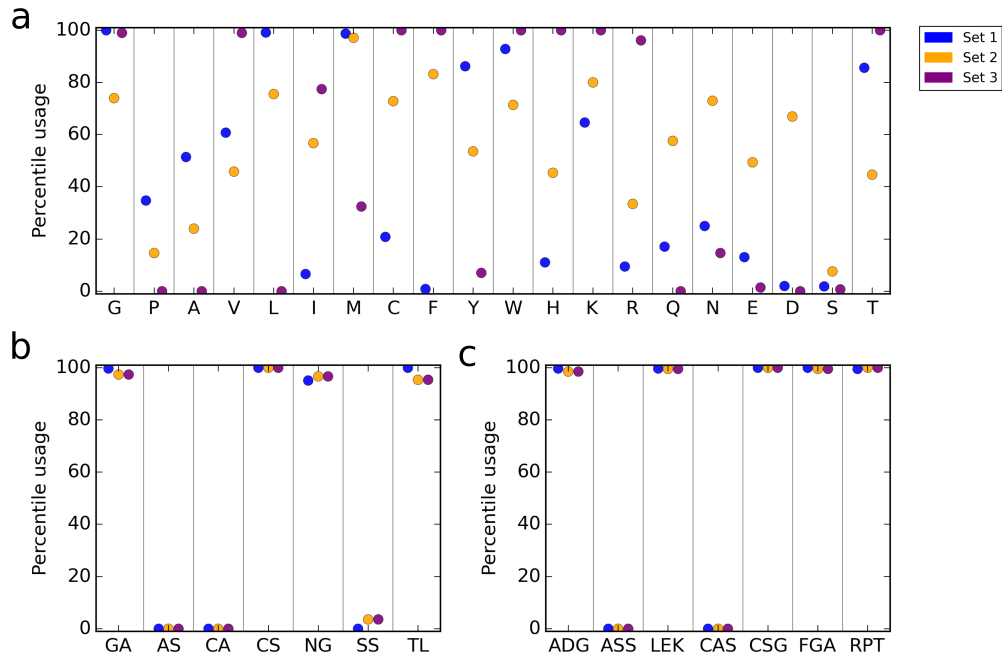 a
Percentile usage
100
80
60
40
20
0
G P A V L I M C F Y W H K R Q N E D S T
Set 1
Set 2
Set 3
b
Percentile usage
100
80
60
40
20
0
GA AS CA CS NG SS TL
c
Percentile usage
100
80
60
40
20
0
ADG ASS LEK CAS CSG FGA RPT